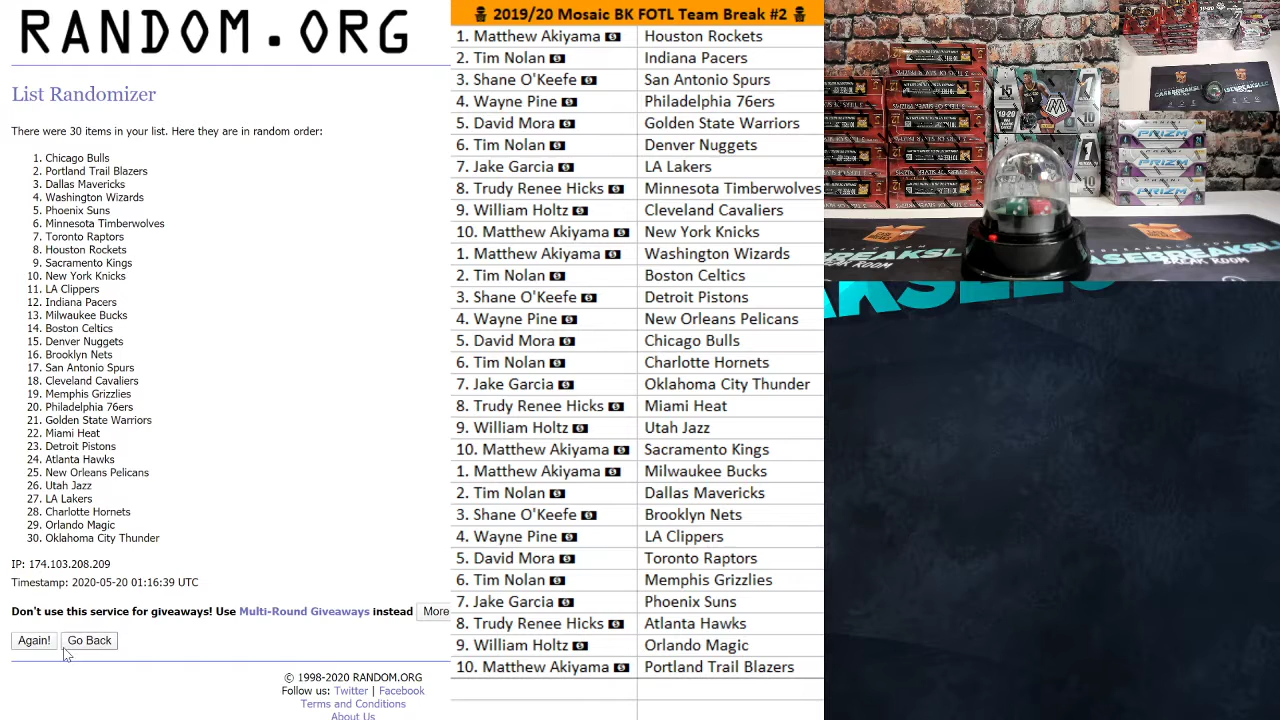 RANDOM.ORG
List Randomizer
There were 30 items in your list. Here they are in random order:
1. Chicago Bulls
2. Portland Trail Blazers
3. Dallas Mavericks
4. Washington Wizards
5. Phoenix Suns
6. Minnesota Timberwolves
7. Toronto Raptors
8. Houston Rockets
9. Sacramento Kings
10. New York Knicks
11. LA Clippers
12. Indiana Pacers
13. Milwaukee Bucks
14. Boston Celtics
15. Denver Nuggets
16. Brooklyn Nets
17. San Antonio Spurs
18. Cleveland Cavaliers
19. Memphis Grizzlies
20. Philadelphia 76ers
21. Golden State Warriors
22. Miami Heat
23. Detroit Pistons
24. Atlanta Hawks
25. New Orleans Pelicans
26. Utah Jazz
27. LA Lakers
28. Charlotte Hornets
29. Orlando Magic
30. Oklahoma City Thunder
IP: 174.103.208.209
Timestamp: 2020-05-20 01:16:39 UTC
Don't use this service for giveaways! Use Multi-Round Giveaways instead More
Again! Go Back
© 1998-2020 RANDOM.ORG
Follow us: Twitter | Facebook
Terms and Conditions
About Us
2019/20 Mosaic BK FOTL Team Break #2
1. Matthew Akiyama Houston Rockets
2. Tim Nolan Indiana Pacers
3. Shane O'Keefe San Antonio Spurs
4. Wayne Pine Philadelphia 76ers
5. David Mora Golden State Warriors
6. Tim Nolan Denver Nuggets
7. Jake Garcia LA Lakers
8. Trudy Renee Hicks Minnesota Timberwolves
9. William Holtz Cleveland Cavaliers
10. Matthew Akiyama New York Knicks
1. Matthew Akiyama Washington Wizards
2. Tim Nolan Boston Celtics
3. Shane O'Keefe Detroit Pistons
4. Wayne Pine New Orleans Pelicans
5. David Mora Chicago Bulls
6. Tim Nolan Charlotte Hornets
7. Jake Garcia Oklahoma City Thunder
8. Trudy Renee Hicks Miami Heat
9. William Holtz Utah Jazz
10. Matthew Akiyama Sacramento Kings
1. Matthew Akiyama Milwaukee Bucks
2. Tim Nolan Dallas Mavericks
3. Shane O'Keefe Brooklyn Nets
4. Wayne Pine LA Clippers
5. David Mora Toronto Raptors
6. Tim Nolan Memphis Grizzlies
7. Jake Garcia Phoenix Suns
8. Trudy Renee Hicks Atlanta Hawks
9. William Holtz Orlando Magic
10. Matthew Akiyama Portland Trail Blazers
PRIZM
PRIZM
PRIZM
BREAK ROOM